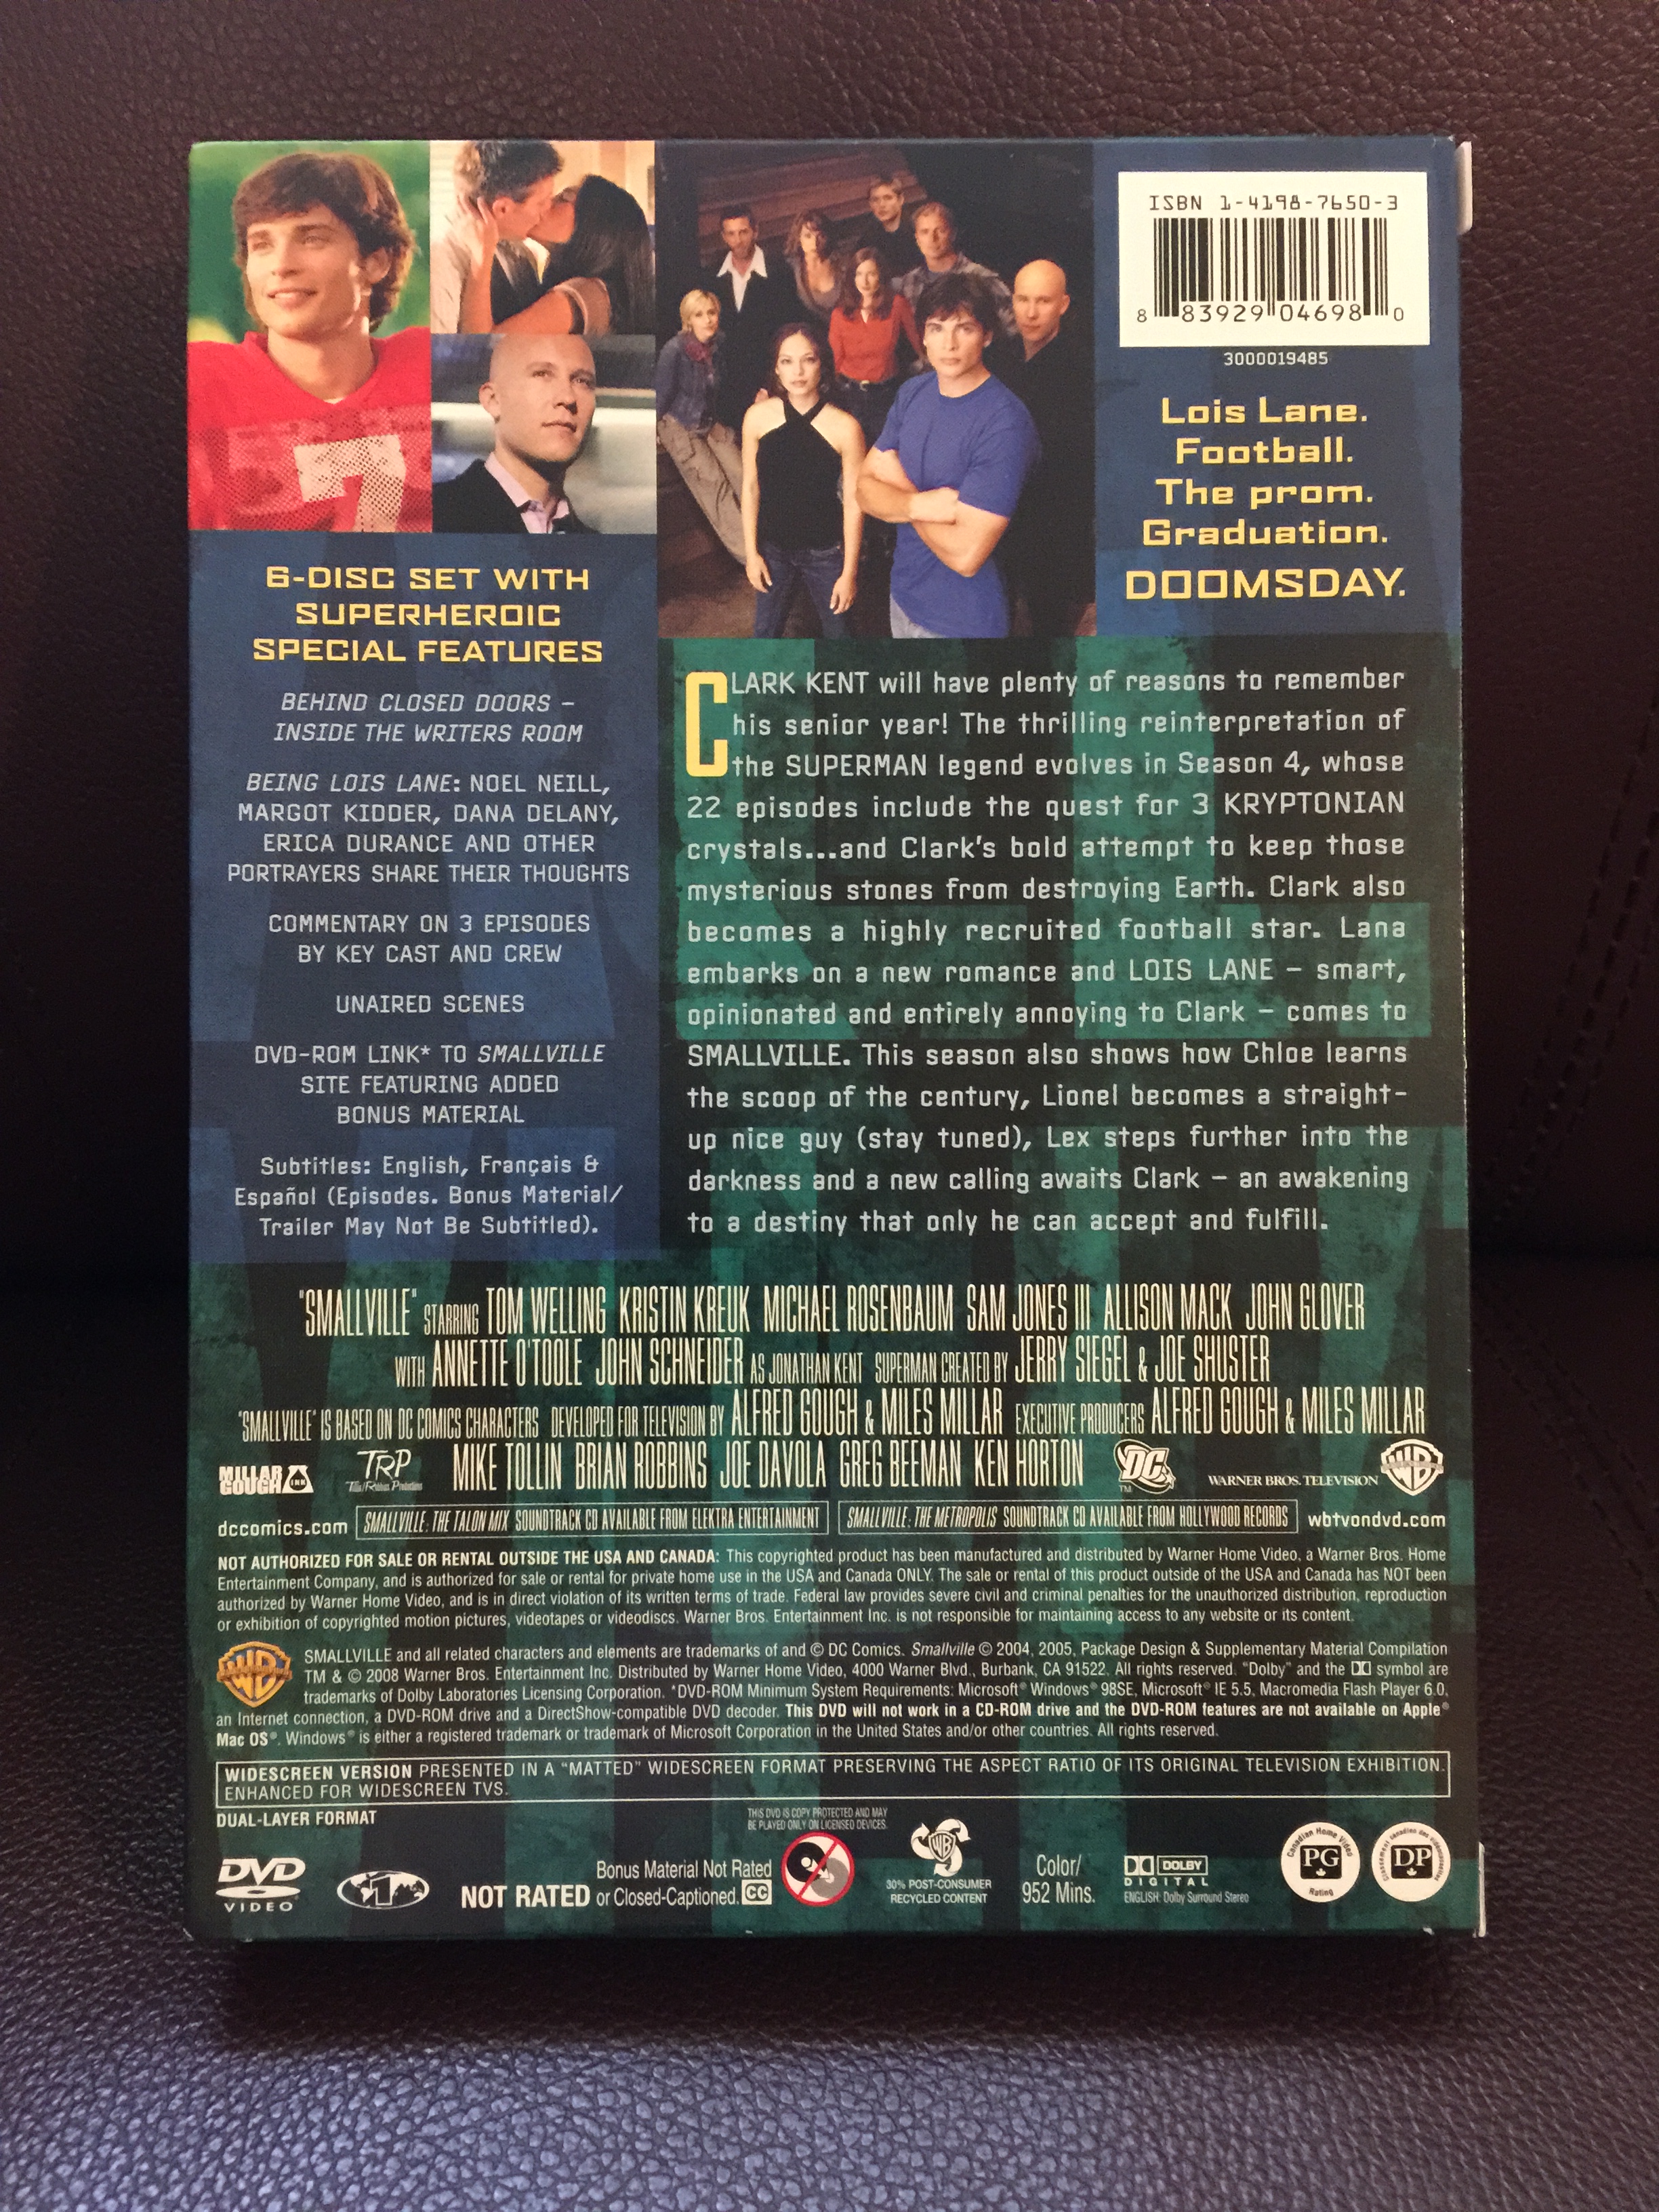 ISBN 1-4198-7650-3
8 83929 04698 0
3000019485
Lois Lane.
Football.
The prom.
Graduation.
DOOMSDAY.
7
6-DISC SET WITH
SUPERHEROIC
SPECIAL FEATURES
BEHIND CLOSED DOORS –
INSIDE THE WRITERS ROOM
BEING LOIS LANE: NOEL NEILL,
MARGOT KIDDER, DANA DELANY,
ERICA DURANCE AND OTHER
PORTRAYERS SHARE THEIR THOUGHTS
COMMENTARY ON 3 EPISODES
BY KEY CAST AND CREW
UNAIRED SCENES
DVD-ROM LINK* TO SMALLVILLE
SITE FEATURING ADDED
BONUS MATERIAL
Subtitles: English, Français &
Español (Episodes. Bonus Material/
Trailer May Not Be Subtitled).
CLARK KENT will have plenty of reasons to remember
his senior year! The thrilling reinterpretation of
the SUPERMAN legend evolves in Season 4, whose
22 episodes include the quest for 3 KRYPTONIAN
crystals...and Clark's bold attempt to keep those
mysterious stones from destroying Earth. Clark also
becomes a highly recruited football star. Lana
embarks on a new romance and LOIS LANE – smart,
opinionated and entirely annoying to Clark – comes to
SMALLVILLE. This season also shows how Chloe learns
the scoop of the century, Lionel becomes a straight-
up nice guy (stay tuned), Lex steps further into the
darkness and a new calling awaits Clark – an awakening
to a destiny that only he can accept and fulfill.
"SMALLVILLE" STARRING TOM WELLING KRISTIN KREUK MICHAEL ROSENBAUM SAM JONES III ALLISON MACK JOHN GLOVER
WITH ANNETTE O'TOOLE JOHN SCHNEIDER AS JONATHAN KENT SUPERMAN CREATED BY JERRY SIEGEL & JOE SHUSTER
"SMALLVILLE" IS BASED ON DC COMICS CHARACTERS DEVELOPED FOR TELEVISION BY ALFRED GOUGH & MILES MILLAR EXECUTIVE PRODUCERS ALFRED GOUGH & MILES MILLAR
MILLAR GOUGH INK TRP Tollin/Robbins Productions MIKE TOLLIN BRIAN ROBBINS JOE DAVOLA GREG BEEMAN KEN HORTON DC TM WARNER BROS. TELEVISION WB
dccomics.com SMALLVILLE: THE TALON MIX SOUNDTRACK CD AVAILABLE FROM ELEKTRA ENTERTAINMENT SMALLVILLE: THE METROPOLIS SOUNDTRACK CD AVAILABLE FROM HOLLYWOOD RECORDS wbtvondvd.com
NOT AUTHORIZED FOR SALE OR RENTAL OUTSIDE THE USA AND CANADA: This copyrighted product has been manufactured and distributed by Warner Home Video, a Warner Bros. Home
Entertainment Company, and is authorized for sale or rental for private home use in the USA and Canada ONLY. The sale or rental of this product outside of the USA and Canada has NOT been
authorized by Warner Home Video, and is in direct violation of its written terms of trade. Federal law provides severe civil and criminal penalties for the unauthorized distribution, reproduction
or exhibition of copyrighted motion pictures, videotapes or videodiscs. Warner Bros. Entertainment Inc. is not responsible for maintaining access to any website or its content.
WB SMALLVILLE and all related characters and elements are trademarks of and © DC Comics. Smallville © 2004, 2005, Package Design & Supplementary Material Compilation
TM & © 2008 Warner Bros. Entertainment Inc. Distributed by Warner Home Video, 4000 Warner Blvd., Burbank, CA 91522. All rights reserved. "Dolby" and the symbol are
trademarks of Dolby Laboratories Licensing Corporation. *DVD-ROM Minimum System Requirements: Microsoft® Windows® 98SE, Microsoft® IE 5.5, Macromedia Flash Player 6.0,
an Internet connection, a DVD-ROM drive and a DirectShow-compatible DVD decoder. This DVD will not work in a CD-ROM drive and the DVD-ROM features are not available on Apple®
Mac OS®. Windows® is either a registered trademark or trademark of Microsoft Corporation in the United States and/or other countries. All rights reserved.
WIDESCREEN VERSION PRESENTED IN A "MATTED" WIDESCREEN FORMAT PRESERVING THE ASPECT RATIO OF ITS ORIGINAL TELEVISION EXHIBITION.
ENHANCED FOR WIDESCREEN TVS.
DUAL-LAYER FORMAT
THIS DVD IS COPY PROTECTED AND MAY
BE PLAYED ONLY ON LICENSED DEVICES.
DVD
VIDEO
1
NOT RATED
Bonus Material Not Rated
or Closed-Captioned. CC
WB
30% POST-CONSUMER
RECYCLED CONTENT
Color/
952 Mins.
DOLBY
DIGITAL
ENGLISH: Dolby Surround Stereo
Canadian Home Video
PG
Rating
DP